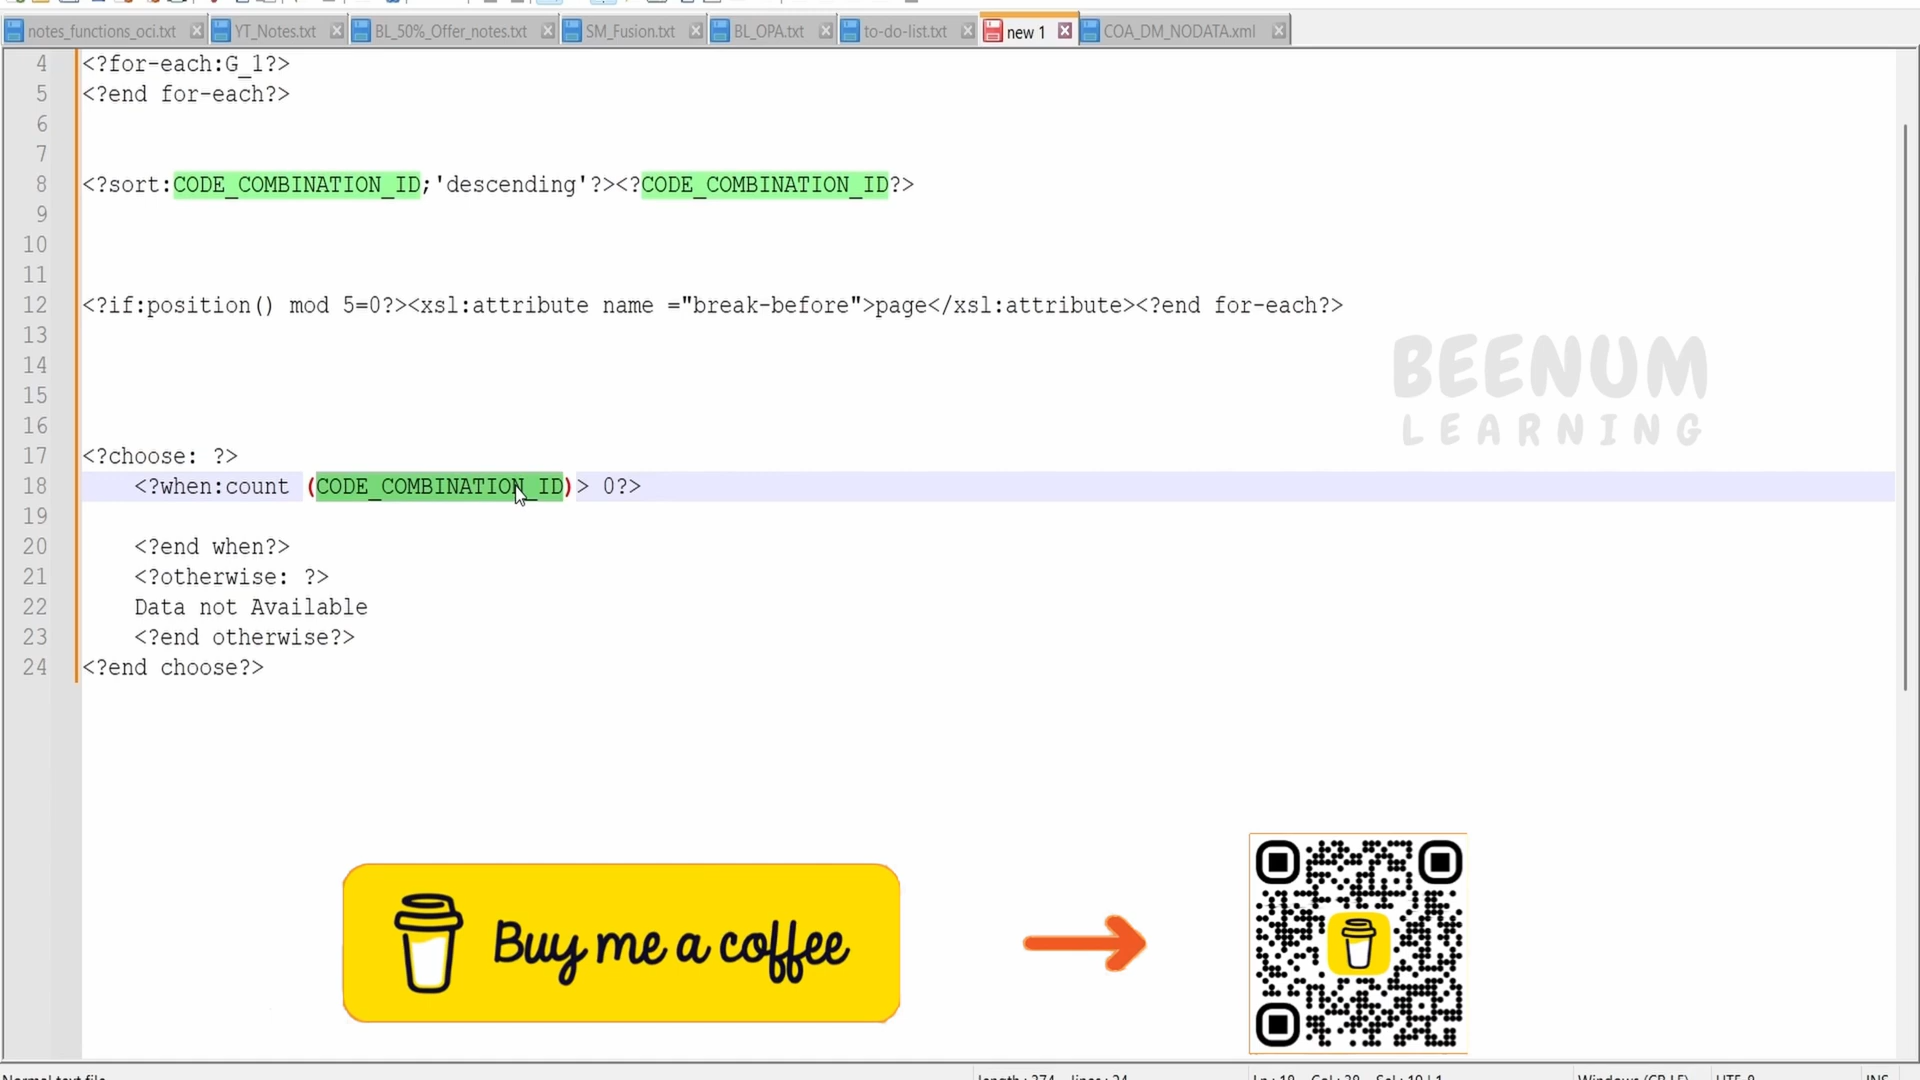 notes_functions_oci.txt YT_Notes.txt BL_50%_Offer_notes.txt SM_Fusion.txt BL_OPA.txt to-do-list.txt new 1 COA_DM_NODATA.xml
4 <?for-each:G_1?>
5 <?end for-each?>
6
7
8 <?sort:CODE_COMBINATION_ID;'descending'?><?CODE_COMBINATION_ID?>
9
10
11
12 <?if:position() mod 5=0?><xsl:attribute name ="break-before">page</xsl:attribute><?end for-each?>
13
14
15
16
17 <?choose: ?>
18 <?when:count (CODE_COMBINATION_ID)> 0?>
19
20 <?end when?>
21 <?otherwise: ?>
22 Data not Available
23 <?end otherwise?>
24 <?end choose?>
BEENUM
LEARNING
Buy me a coffee